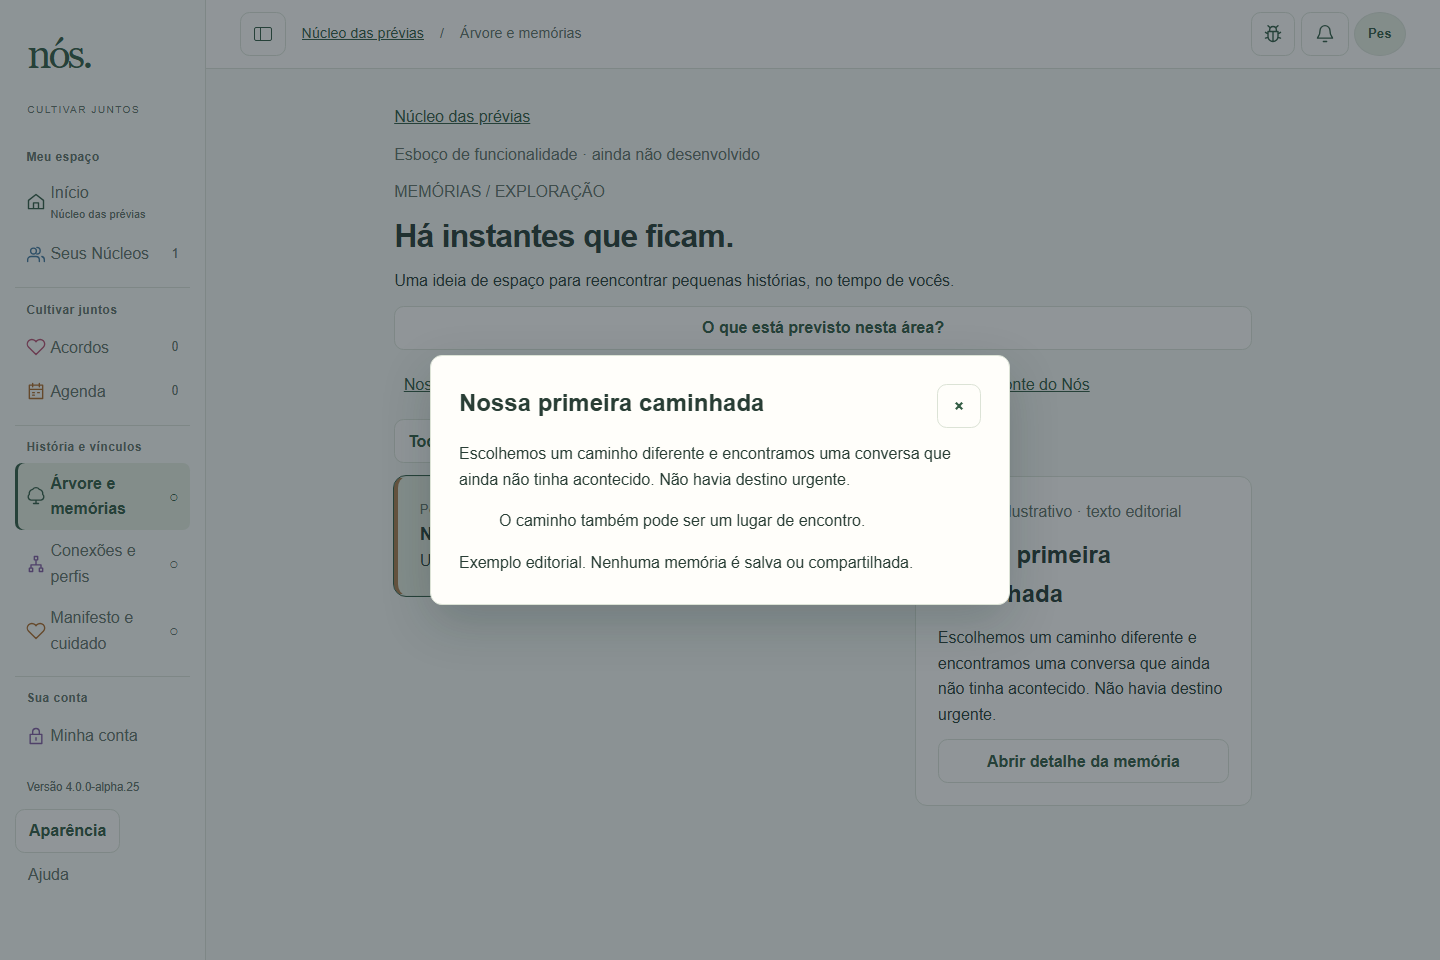 nós.
CULTIVAR JUNTOS
Meu espaço
Início
Núcleo das prévias
Seus Núcleos 1
Cultivar juntos
Acordos 0
Agenda 0
História e vínculos
Árvore e
memórias
Conexões e
perfis
Manifesto e
cuidado
Sua conta
Minha conta
Versão 4.0.0-alpha.25
Aparência
Ajuda
Núcleo das prévias / Árvore e memórias
Pes
Núcleo das prévias
Esboço de funcionalidade · ainda não desenvolvido
MEMÓRIAS / EXPLORAÇÃO
Há instantes que ficam.
Uma ideia de espaço para reencontrar pequenas histórias, no tempo de vocês.
O que está previsto nesta área?
do Nós
Nossa primeira caminhada
×
Escolhemos um caminho diferente e encontramos uma conversa que
ainda não tinha acontecido. Não havia destino urgente.
O caminho também pode ser um lugar de encontro.
Exemplo editorial. Nenhuma memória é salva ou compartilhada.
· texto editorial
primeira
Escolhemos um caminho diferente e
encontramos uma conversa que ainda
não tinha acontecido. Não havia destino
urgente.
Abrir detalhe da memória